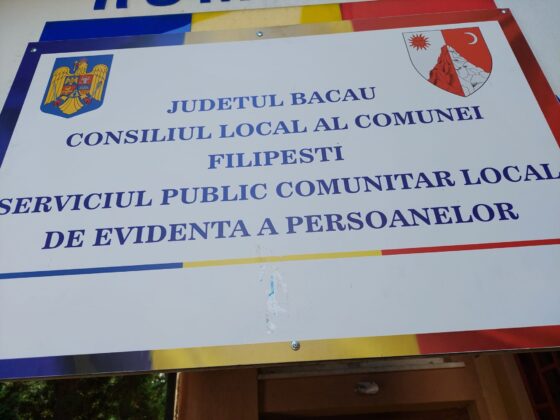 JUDETUL BACAU
CONSILIUL LOCAL AL COMUNEI
FILIPESTI
SERVICIUL PUBLIC COMUNITAR LOCAL
DE EVIDENTA A PERSOANELOR